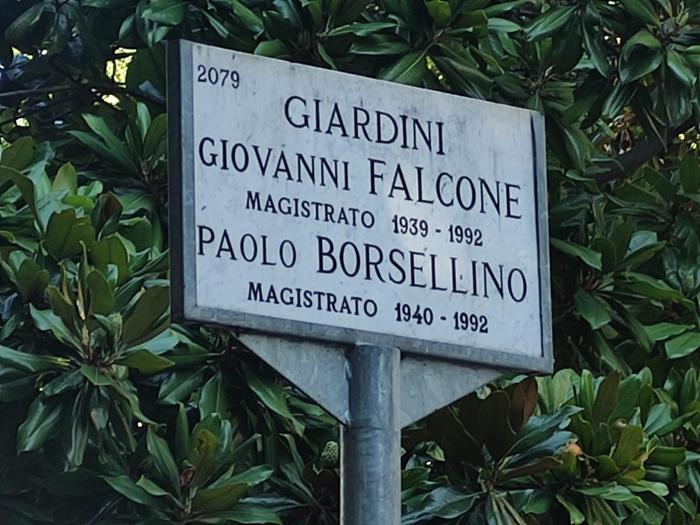 2079
GIARDINI
GIOVANNI FALCONE
MAGISTRATO 1939 - 1992
PAOLO BORSELLINO
MAGISTRATO 1940 - 1992